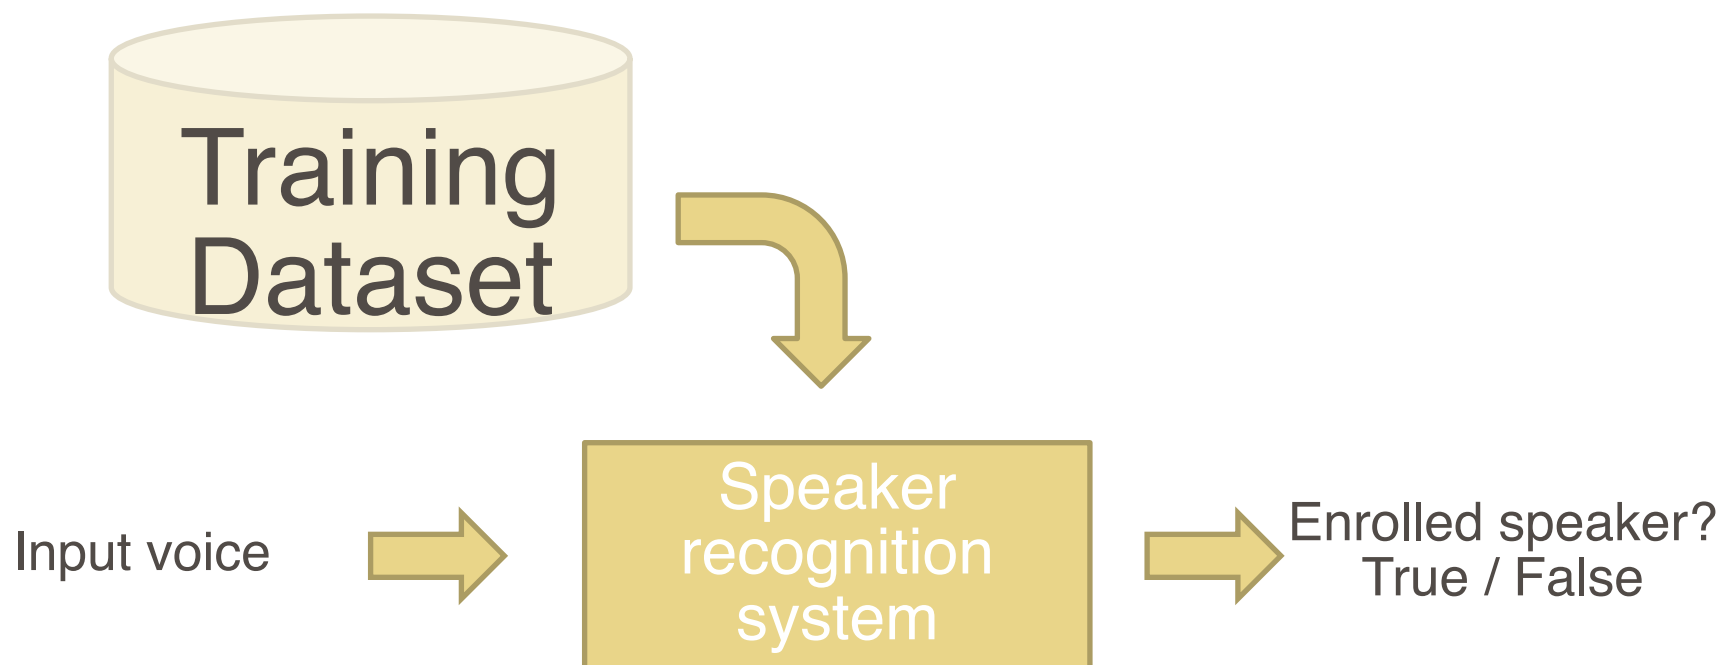 Training
Dataset
Speaker
recognition
system
Input voice
Enrolled speaker?
True / False